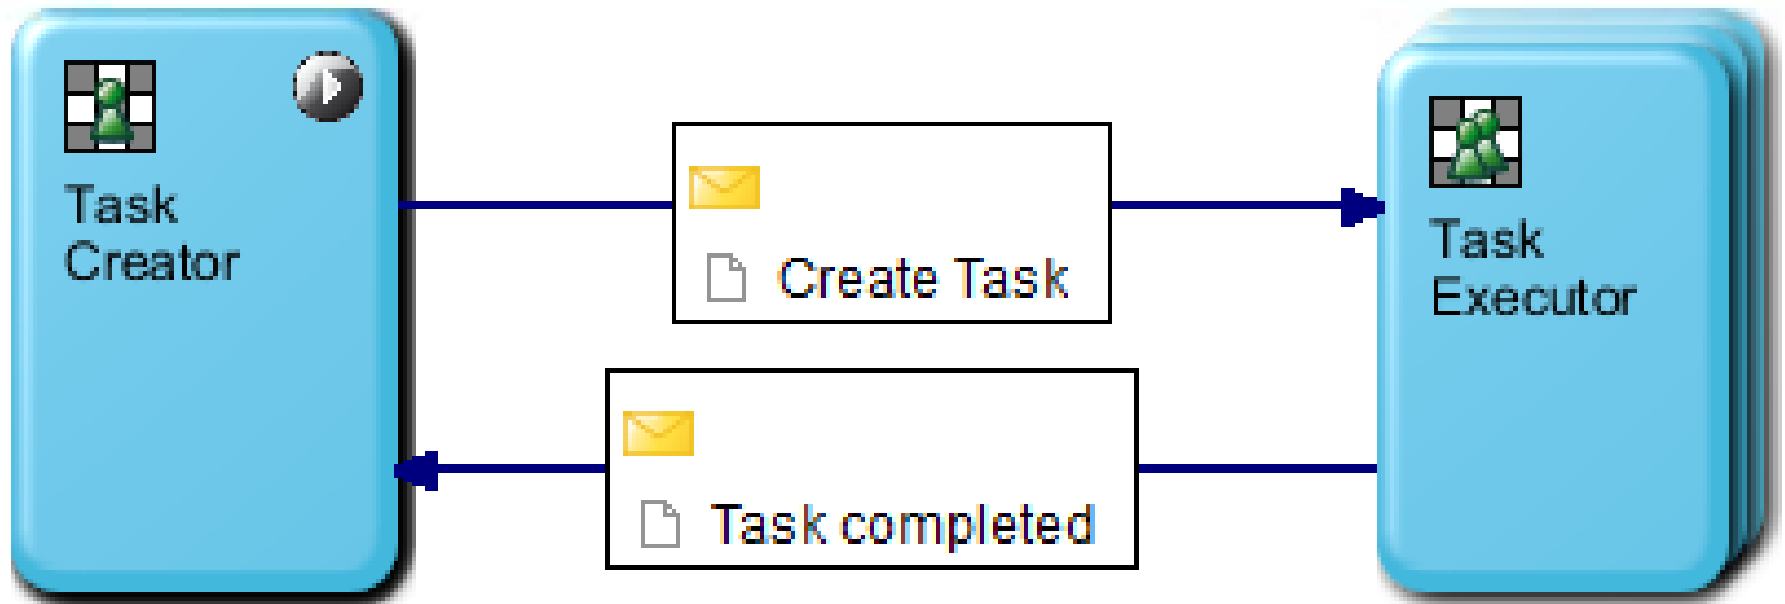 Task
Creator
Create Task
Task
Executor
Task completed